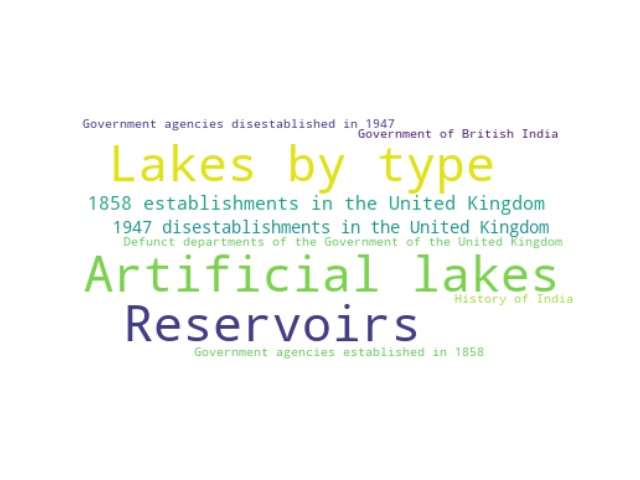 Government agencies disestablished in 1947
Government of British India
Lakes by type
1858 establishments in the United Kingdom
1947 disestablishments in the United Kingdom
Defunct departments of the Government of the United Kingdom
Artificial lakes
History of India
Reservoirs
Government agencies established in 1858